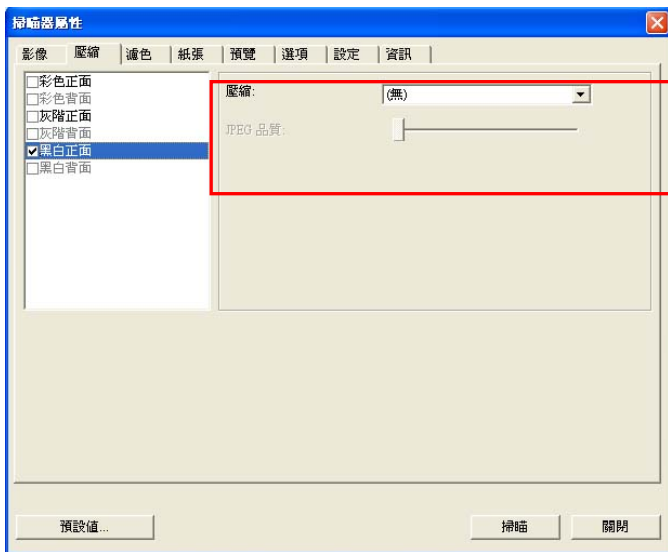 掃瞄器屬性
影像 壓縮 濾色 紙張 預覽 選項 設定 資訊
彩色正面
彩色背面
灰階正面
灰階背面
黑白正面
黑白背面
壓縮: (無)
JPEG 品質:
預設值... 掃瞄 關閉